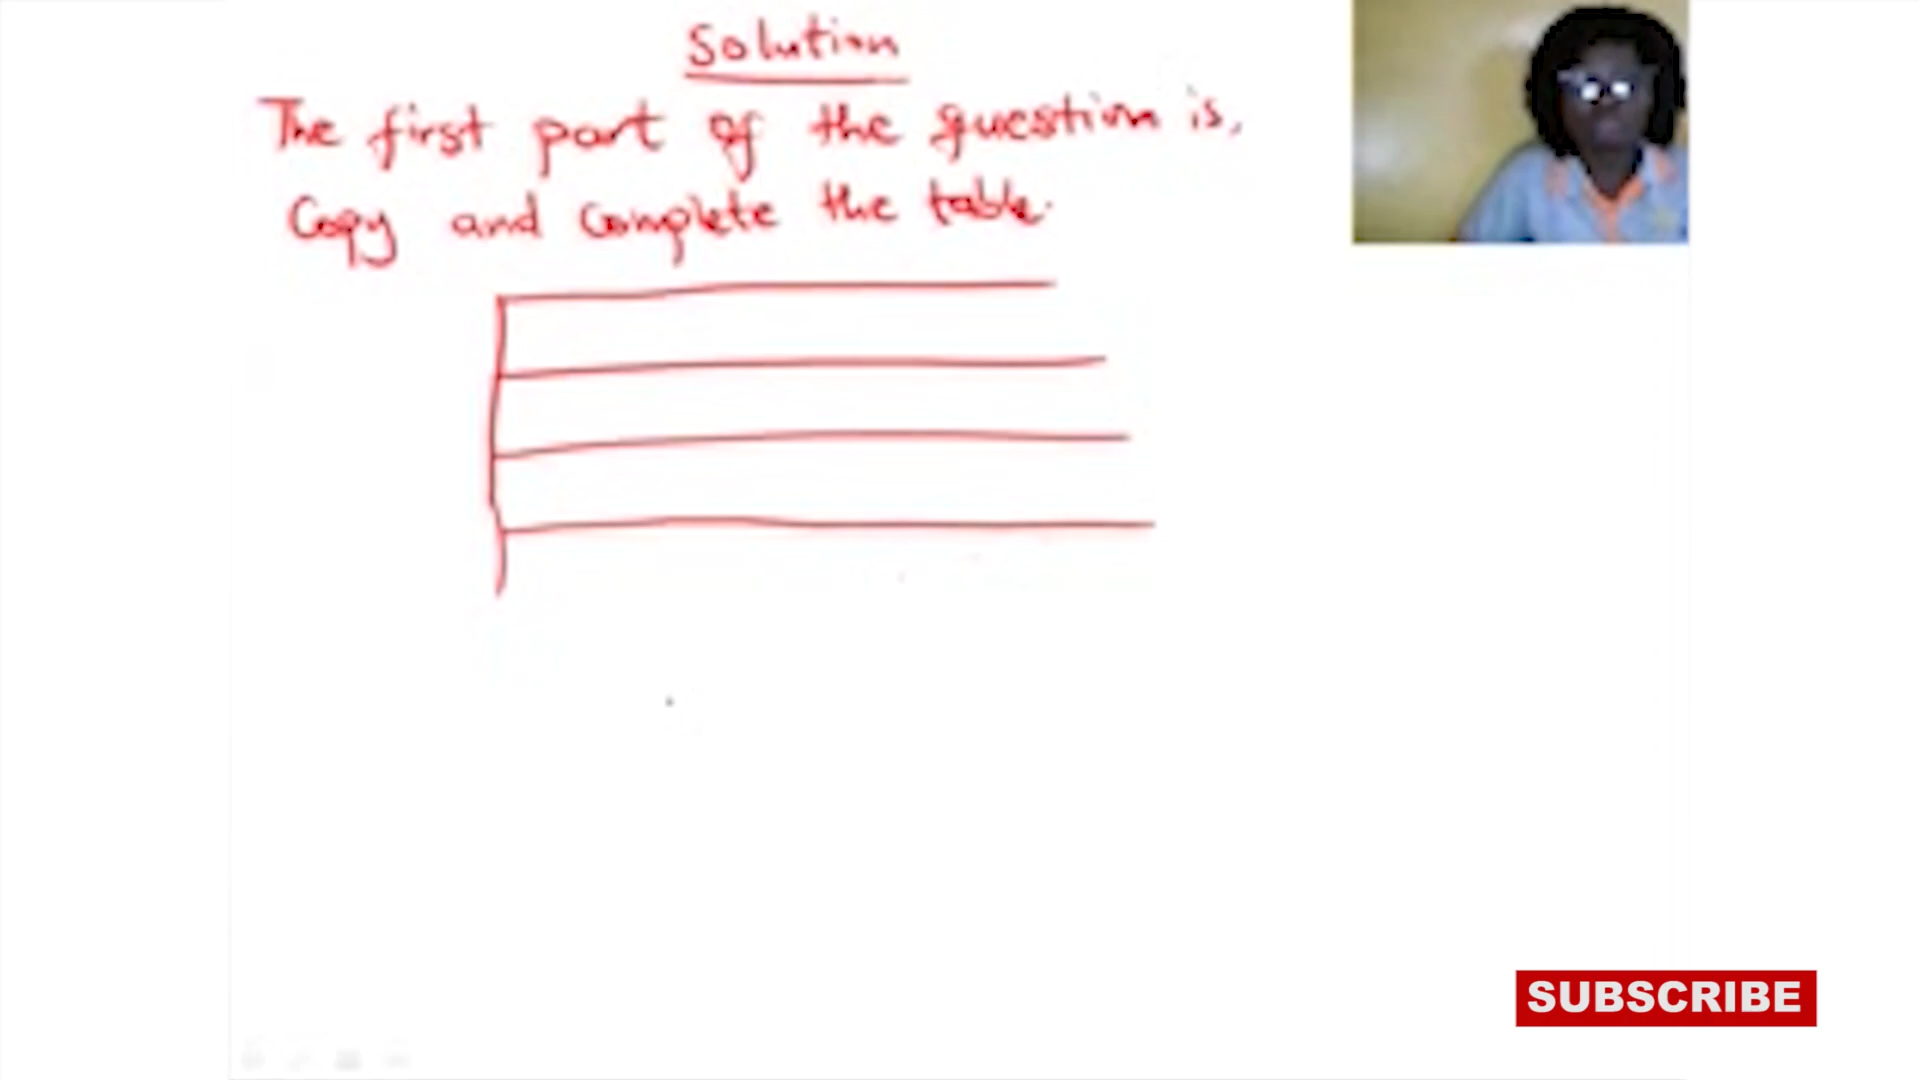 Solution
The first part of the question is,
Copy and Complete the table.
SUBSCRIBE